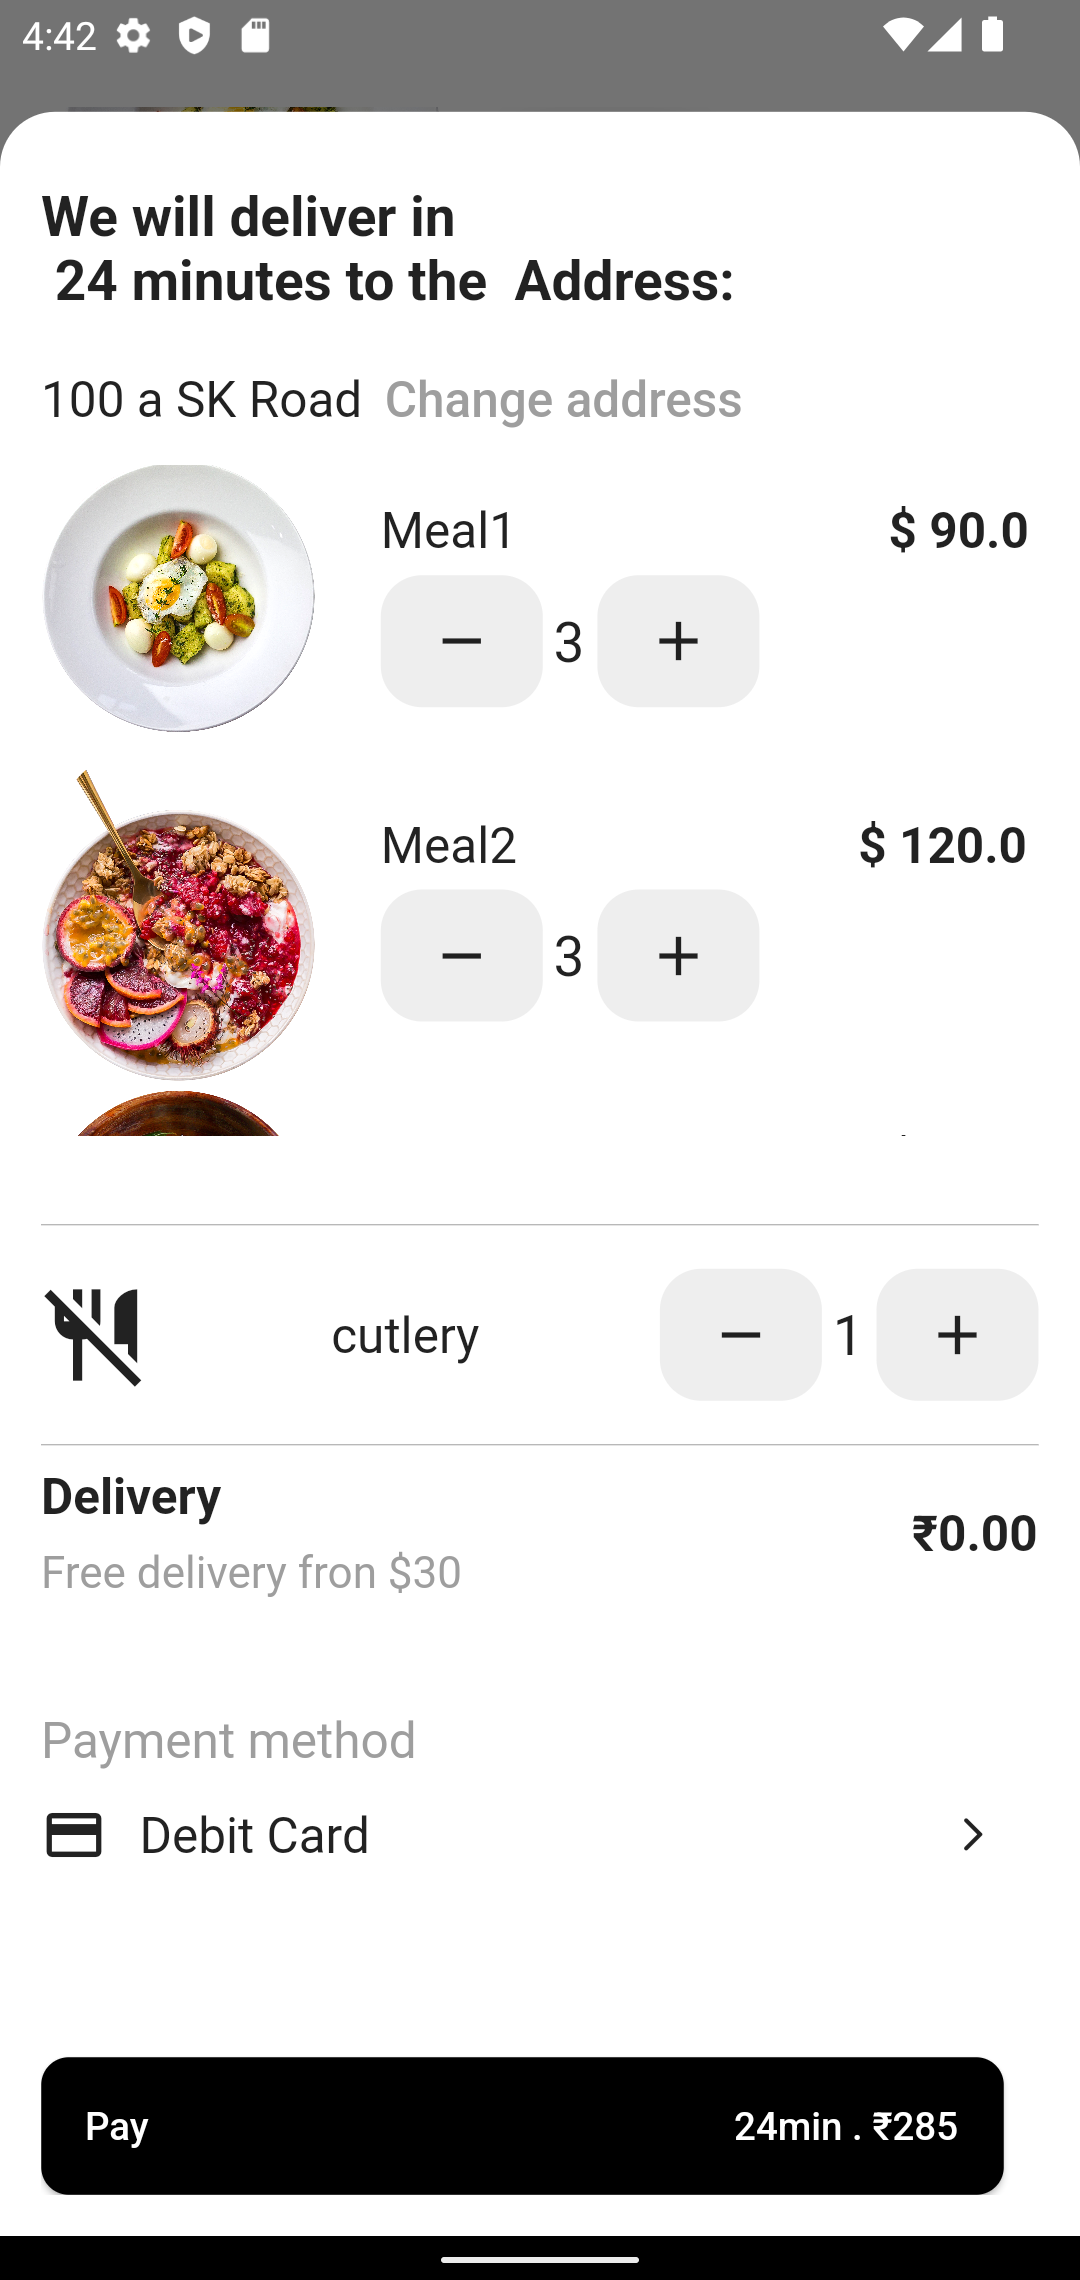 4:42
We will deliver in
24 minutes to the  Address:
100 a SK Road Change address
Meal1 $ 90.0
3
Meal2 $ 120.0
3
cutlery 1
Delivery
₹0.00
Free delivery fron $30
Payment method
Debit Card
Pay 24min . ₹285